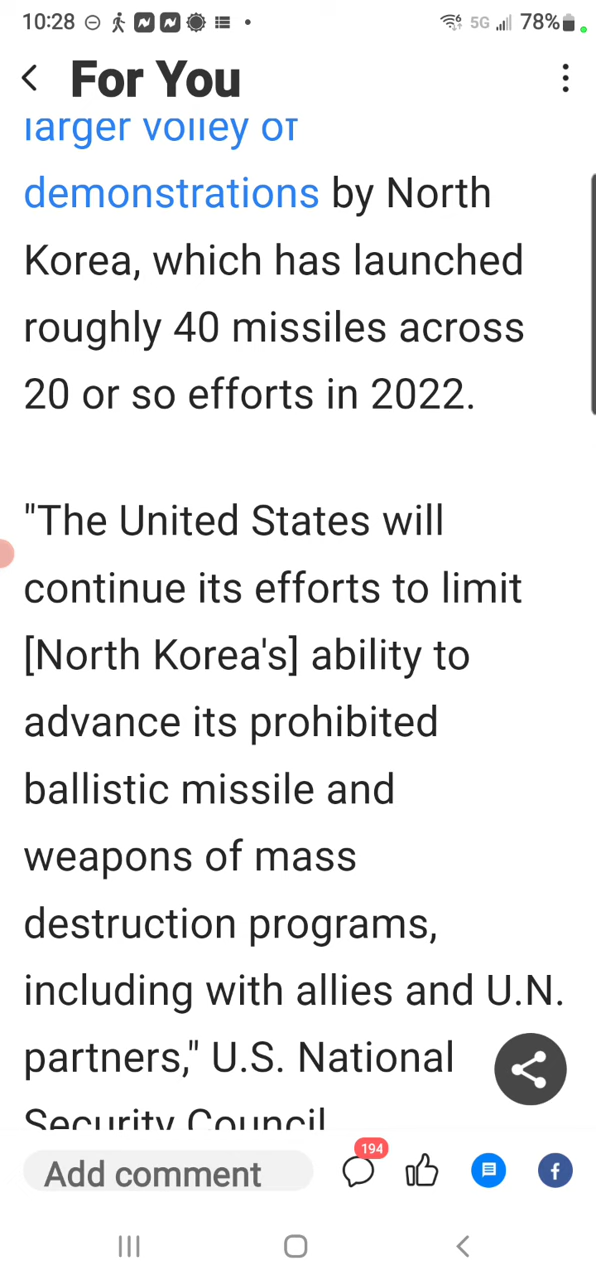 10:28
5G
78%
For You
larger volley of
demonstrations by North
Korea, which has launched
roughly 40 missiles across
20 or so efforts in 2022.
"The United States will
continue its efforts to limit
[North Korea's] ability to
advance its prohibited
ballistic missile and
weapons of mass
destruction programs,
including with allies and U.N.
partners," U.S. National
Security Council
194
Add comment